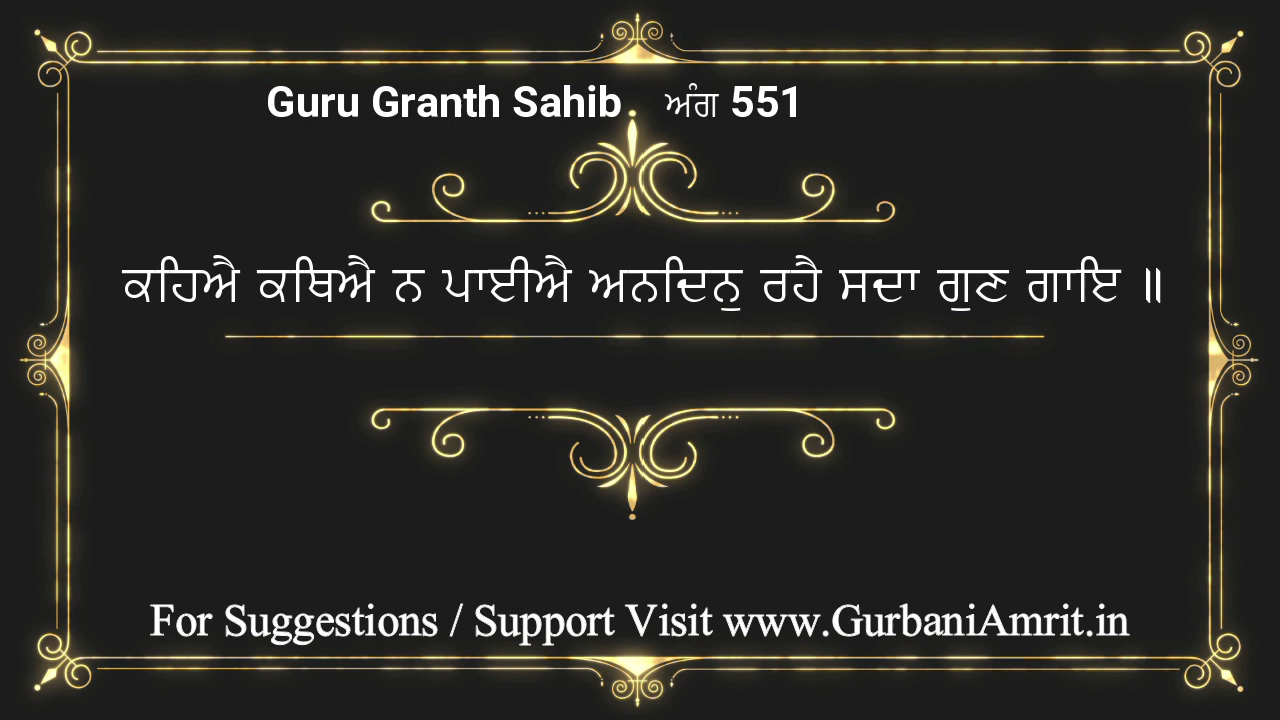 Guru Granth Sahib ਅੰਗ 551
ਕਹਿਐ ਕਥਿਐ ਨ ਪਾਈਐ ਅਨਦਿਨੁ ਰਹੈ ਸਦਾ ਗੁਣ ਗਾਇ ॥
For Suggestions / Support Visit www.GurbaniAmrit.in